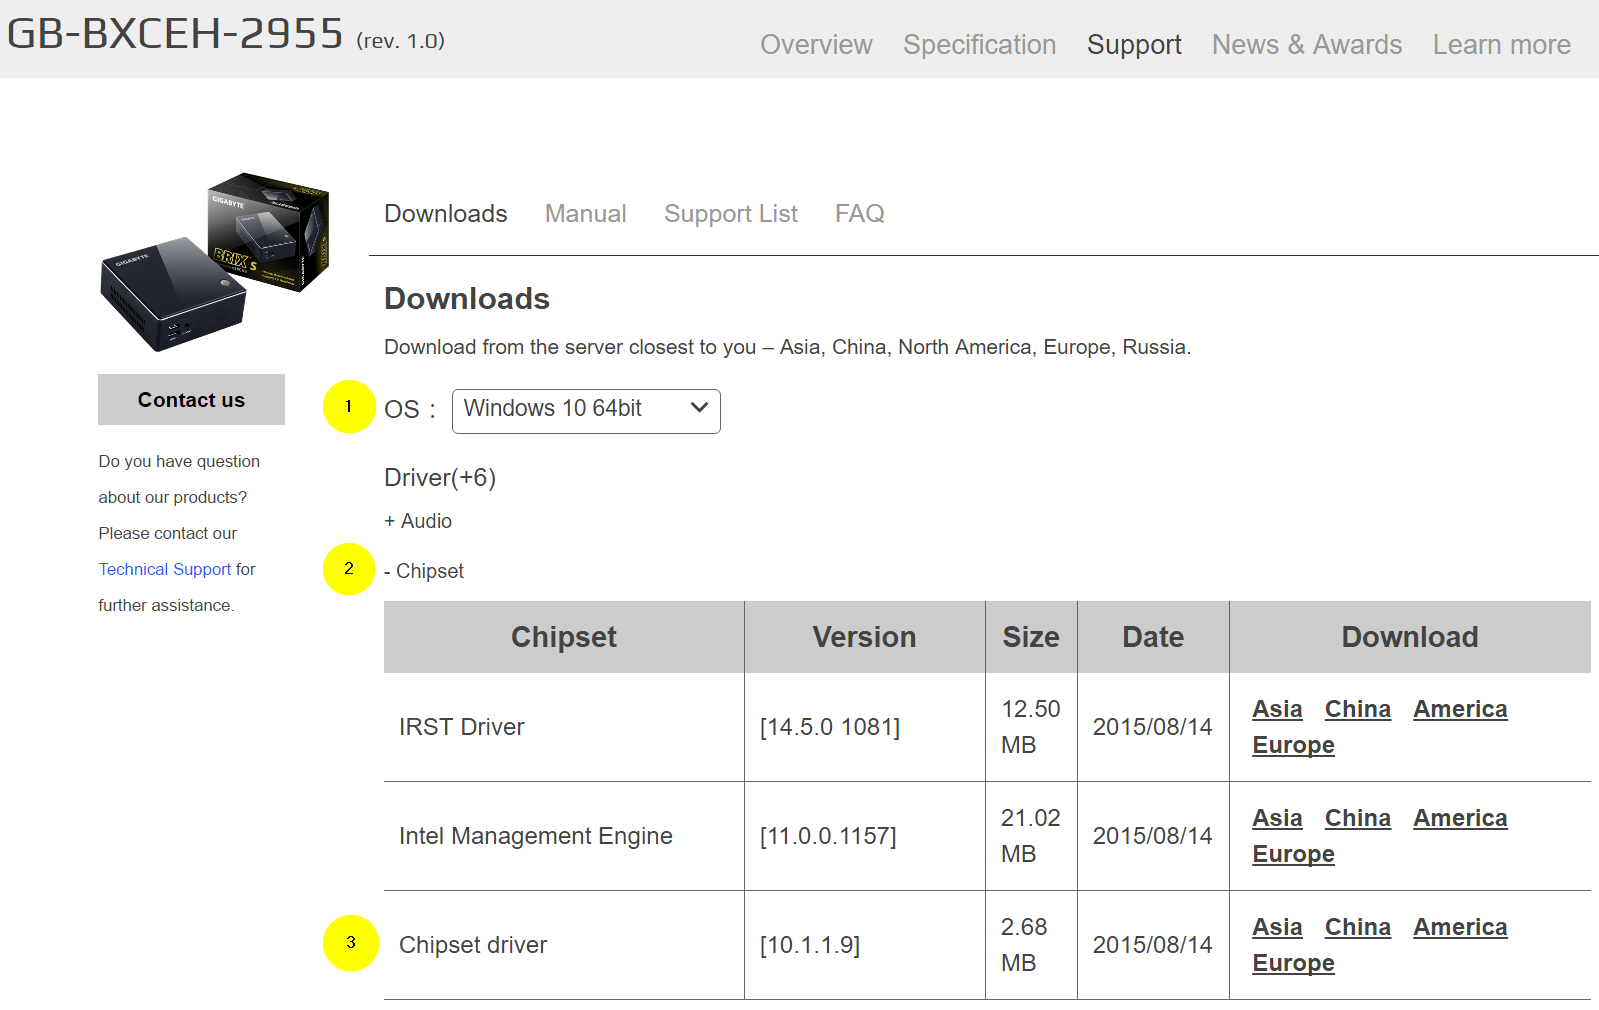 GB-BXCEH-2955 (rev. 1.0)
Overview Specification Support News & Awards Learn more
GIGABYTE
BRIX S
GIGABYTE
Downloads Manual Support List FAQ
Downloads
Download from the server closest to you – Asia, China, North America, Europe, Russia.
Contact us
1 OS : Windows 10 64bit
Do you have question
about our products?
Please contact our
Technical Support for
further assistance.
Driver(+6)
+ Audio
2 - Chipset
Chipset Version Size Date Download
IRST Driver [14.5.0 1081] 12.50 MB 2015/08/14 Asia China America
Europe
Intel Management Engine [11.0.0.1157] 21.02 MB 2015/08/14 Asia China America
Europe
3 Chipset driver [10.1.1.9] 2.68 MB 2015/08/14 Asia China America
Europe